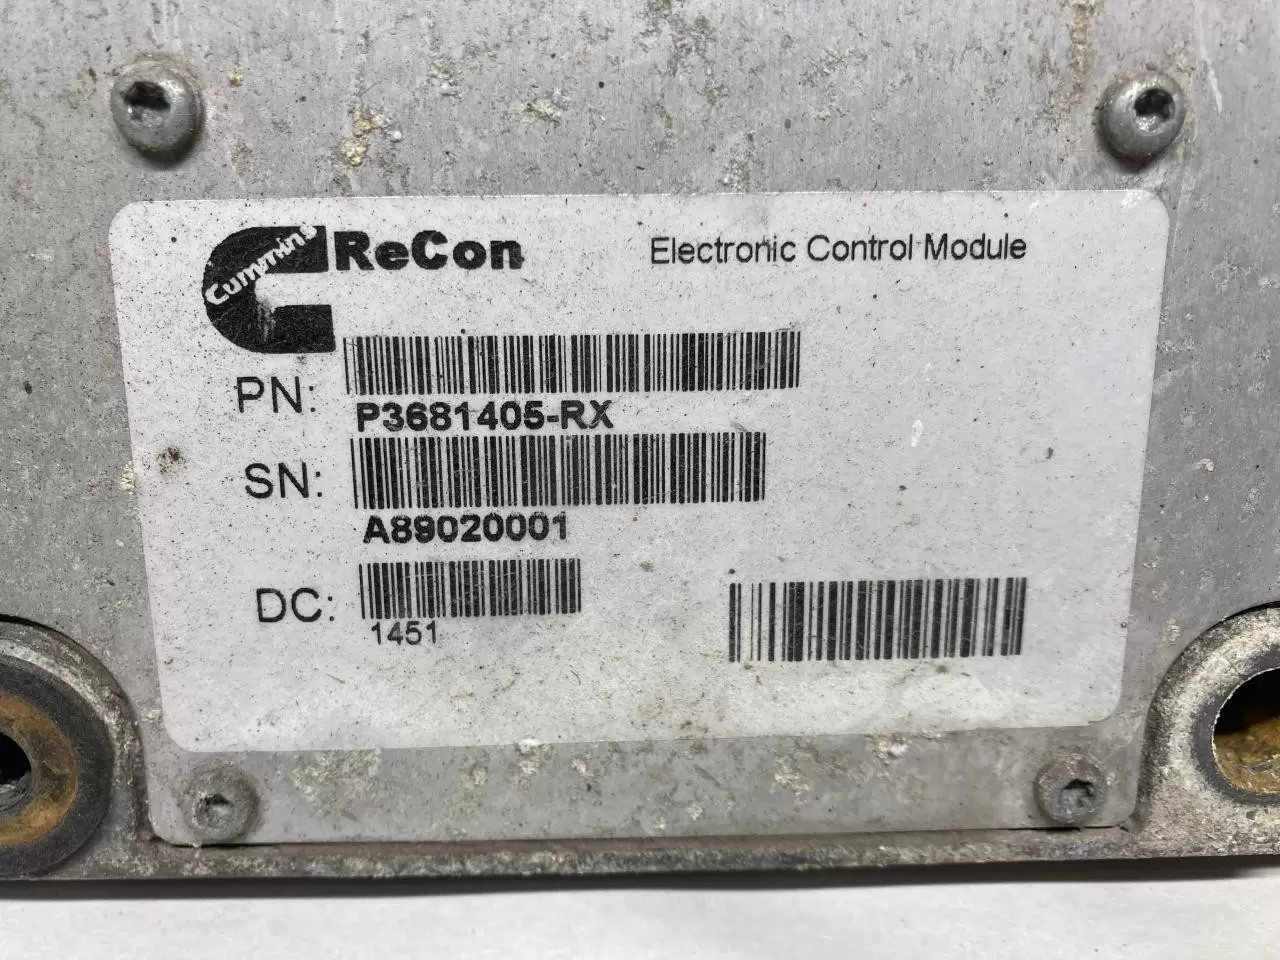 Cummins ReCon Electronic Control Module
PN:
P3681405-RX
SN:
A89020001
DC:
1451